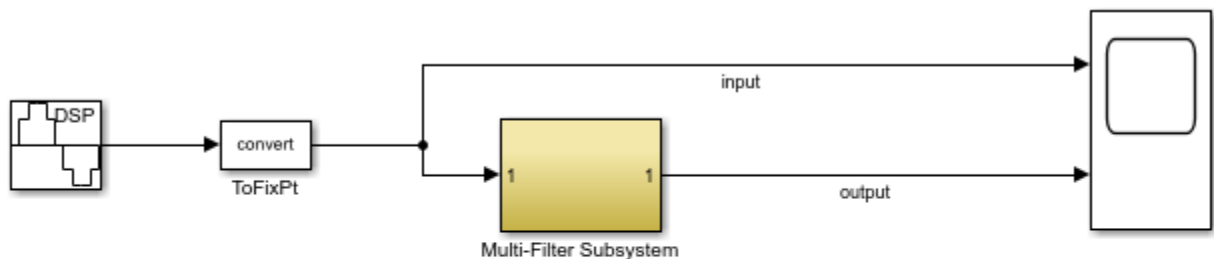 DSP
convert
ToFixPt
input
1
1
Multi-Filter Subsystem
output